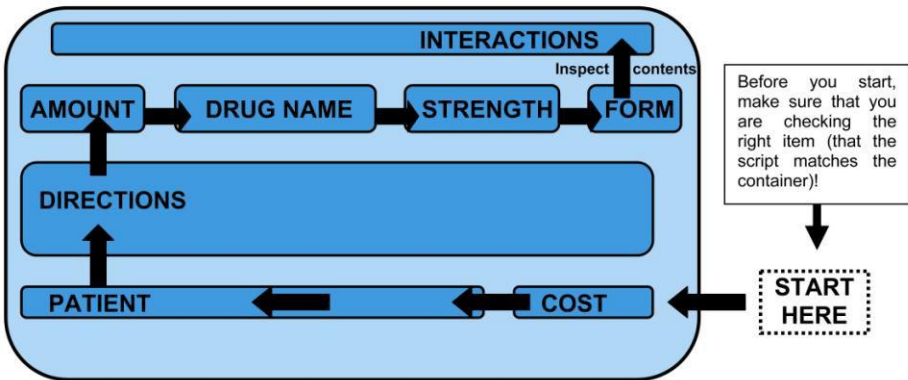 INTERACTIONS
Inspect contents
AMOUNT DRUG NAME STRENGTH FORM
DIRECTIONS
PATIENT COST
Before you start,
make sure that you
are checking the
right item (that the
script matches the
container)!
START
HERE